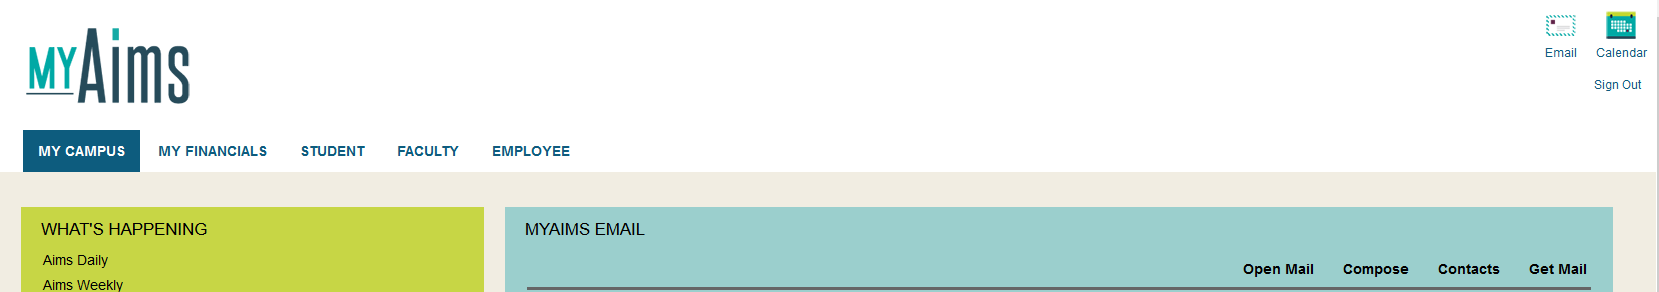 MYAims
Email Calendar
Sign Out
MY CAMPUS MY FINANCIALS STUDENT FACULTY EMPLOYEE
WHAT'S HAPPENING
Aims Daily
Aims Weekly
MYAIMS EMAIL
Open Mail Compose Contacts Get Mail